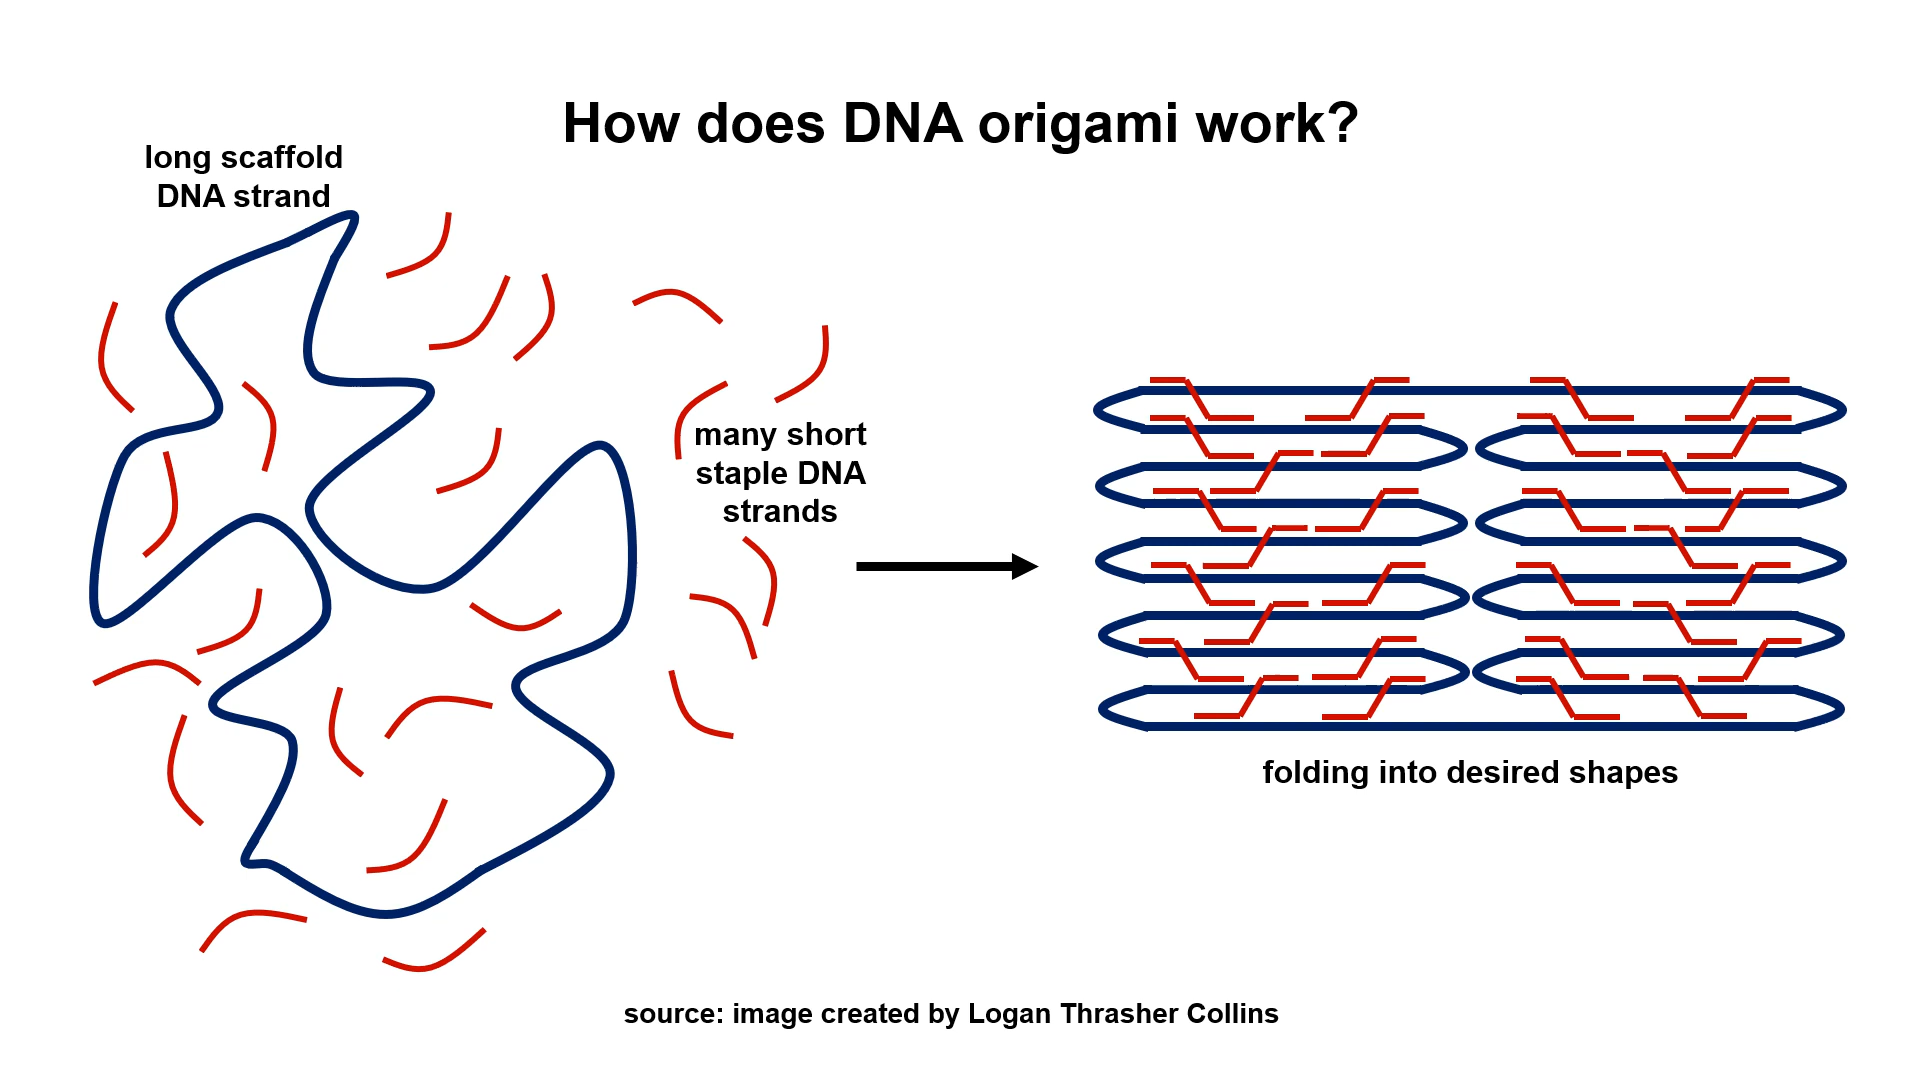 How does DNA origami work?
long scaffold
DNA strand
many short
staple DNA
strands
folding into desired shapes
source: image created by Logan Thrasher Collins